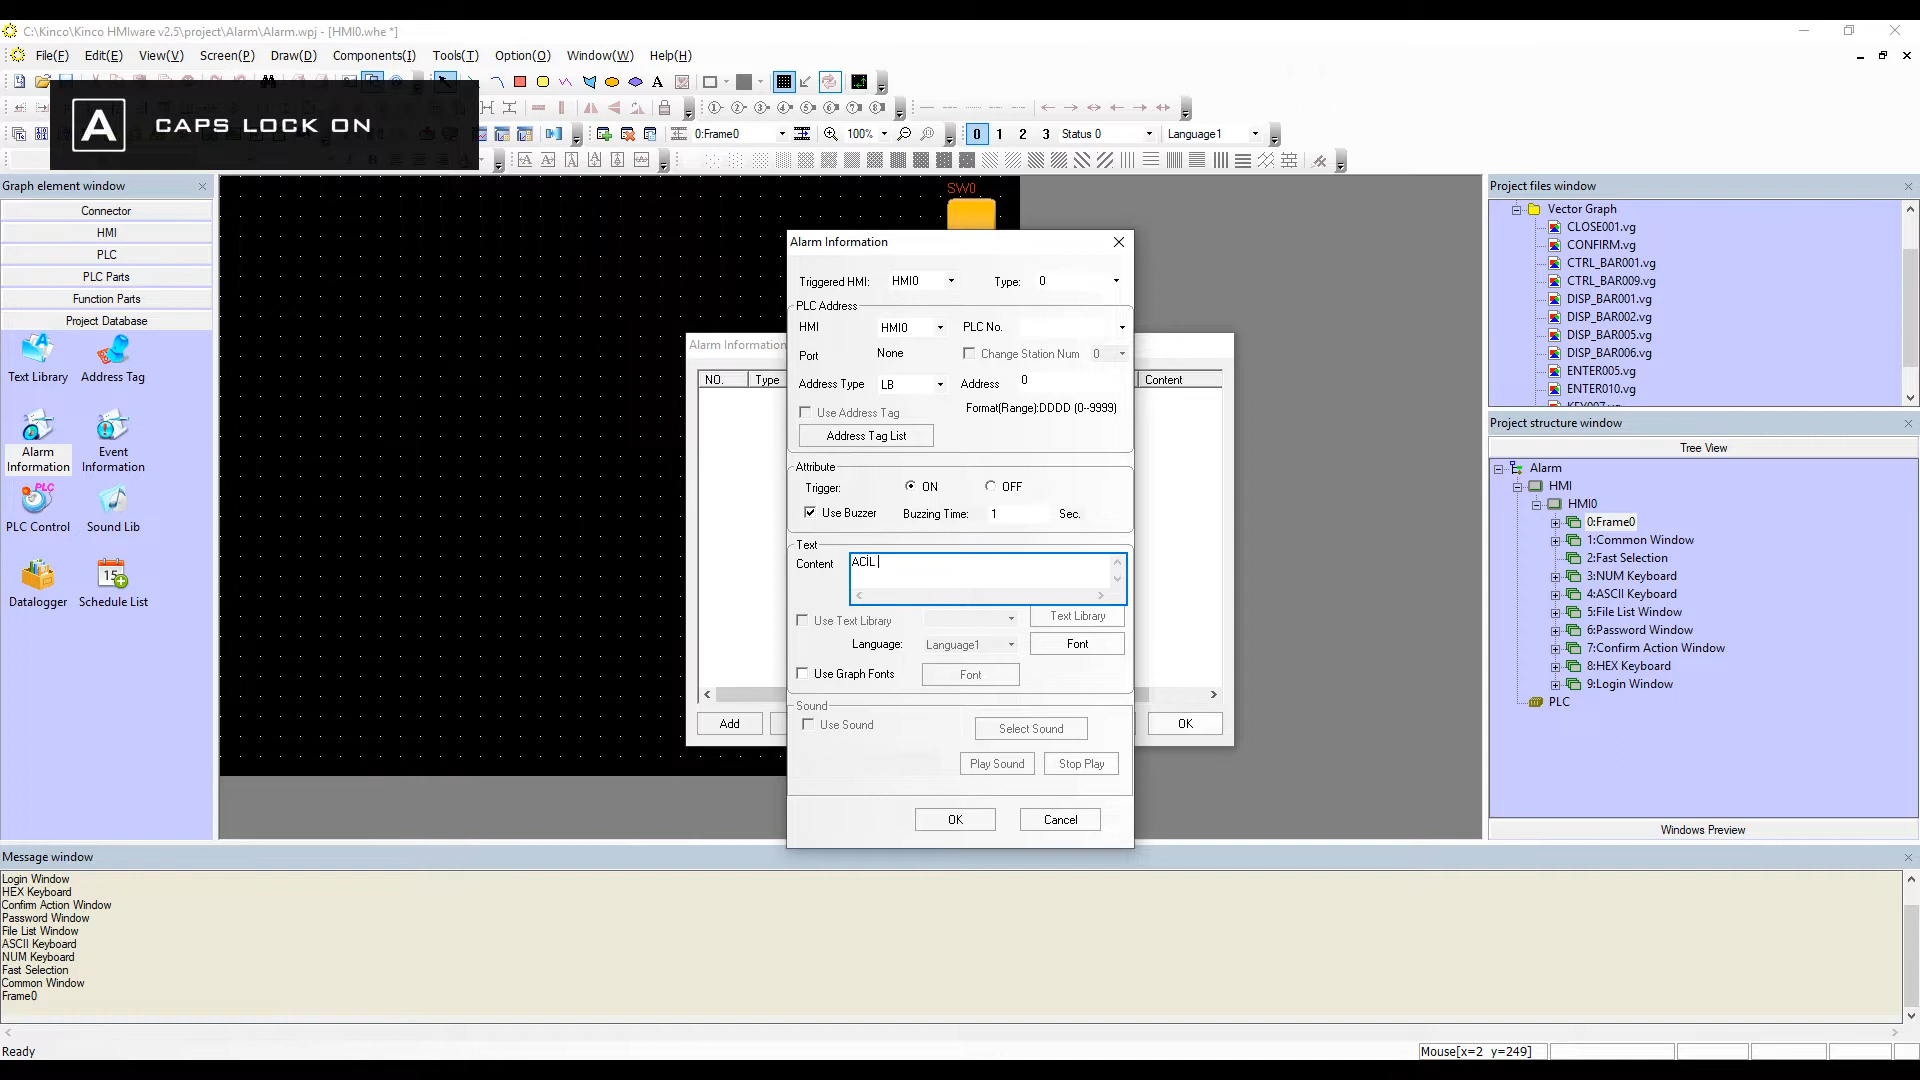 C:\Kinco\Kinco HMIware v2.5\project\Alarm\Alarm.wpj - [HMI0.whe *]
File(F) Edit(E) View(V) Screen(P) Draw(D) Components(I) Tools(T) Option(O) Window(W) Help(H)
A CAPS LOCK ON
0:Frame0 100% 0 1 2 3 Status 0 Language1
Graph element window
Connector
HMI
PLC
PLC Parts
Function Parts
Project Database
Text Library Address Tag
Alarm Information Event Information
PLC Control Sound Lib
Datalogger Schedule List
SW0
Alarm Information
NO. Type Content
Add OK
Alarm Information
Triggered HMI: HMI0 Type: 0
PLC Address
HMI HMI0 PLC No.
Port None Change Station Num 0
Address Type LB Address 0
Use Address Tag Format(Range):DDDD (0--9999)
Address Tag List
Attribute
Trigger: ON OFF
Use Buzzer Buzzing Time: 1 Sec.
Text
Content ACİL
Use Text Library Text Library
Language: Language1 Font
Use Graph Fonts Font
Sound
Use Sound Select Sound
Play Sound Stop Play
OK Cancel
Project files window
Vector Graph
CLOSE001.vg
CONFIRM.vg
CTRL_BAR001.vg
CTRL_BAR009.vg
DISP_BAR001.vg
DISP_BAR002.vg
DISP_BAR005.vg
DISP_BAR006.vg
ENTER005.vg
ENTER010.vg
Project structure window
Tree View
Alarm
HMI
HMI0
0:Frame0
1:Common Window
2:Fast Selection
3:NUM Keyboard
4:ASCII Keyboard
5:File List Window
6:Password Window
7:Confirm Action Window
8:HEX Keyboard
9:Login Window
PLC
Windows Preview
Message window
Login Window
HEX Keyboard
Confirm Action Window
Password Window
File List Window
ASCII Keyboard
NUM Keyboard
Fast Selection
Common Window
Frame0
Ready Mouse[x=2 y=249]